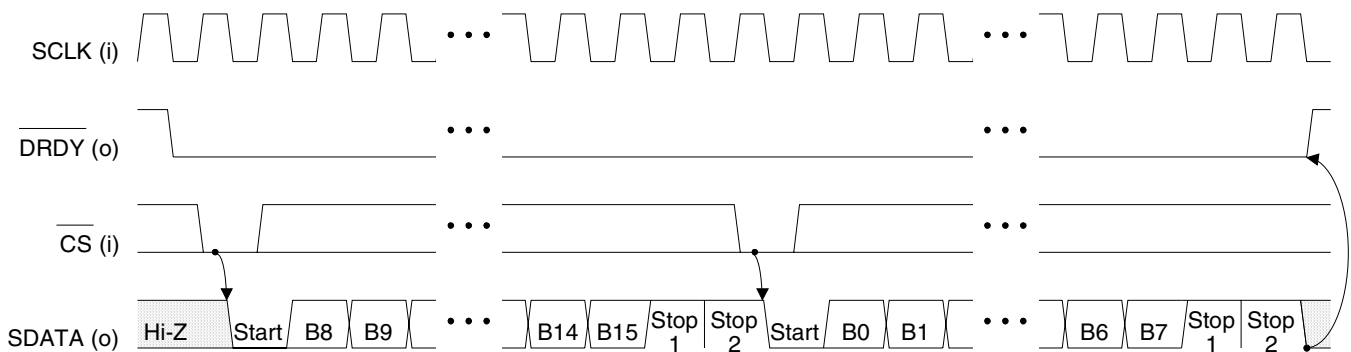 SCLK (i)
• • •
• • •
DRDY (o)
• • •
• • •
CS (i)
• • •
• • •
SDATA (o)
Hi-Z
Start
B8
B9
• • •
B14
B15
Stop
1
Stop
2
Start
B0
B1
• • •
B6
B7
Stop
1
Stop
2